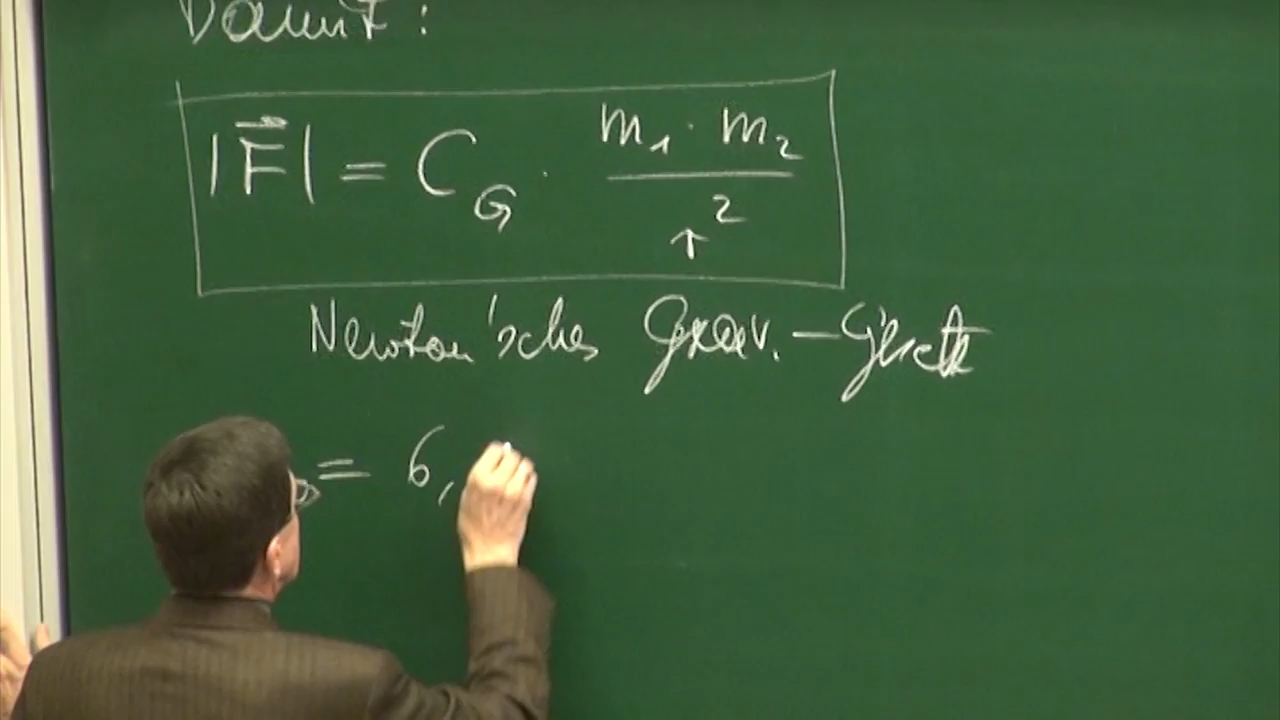 Damit:
|F⃗| = C_G · m₁ · m₂ / r²
Newton'sches Grav. – Gesetz
= 6,